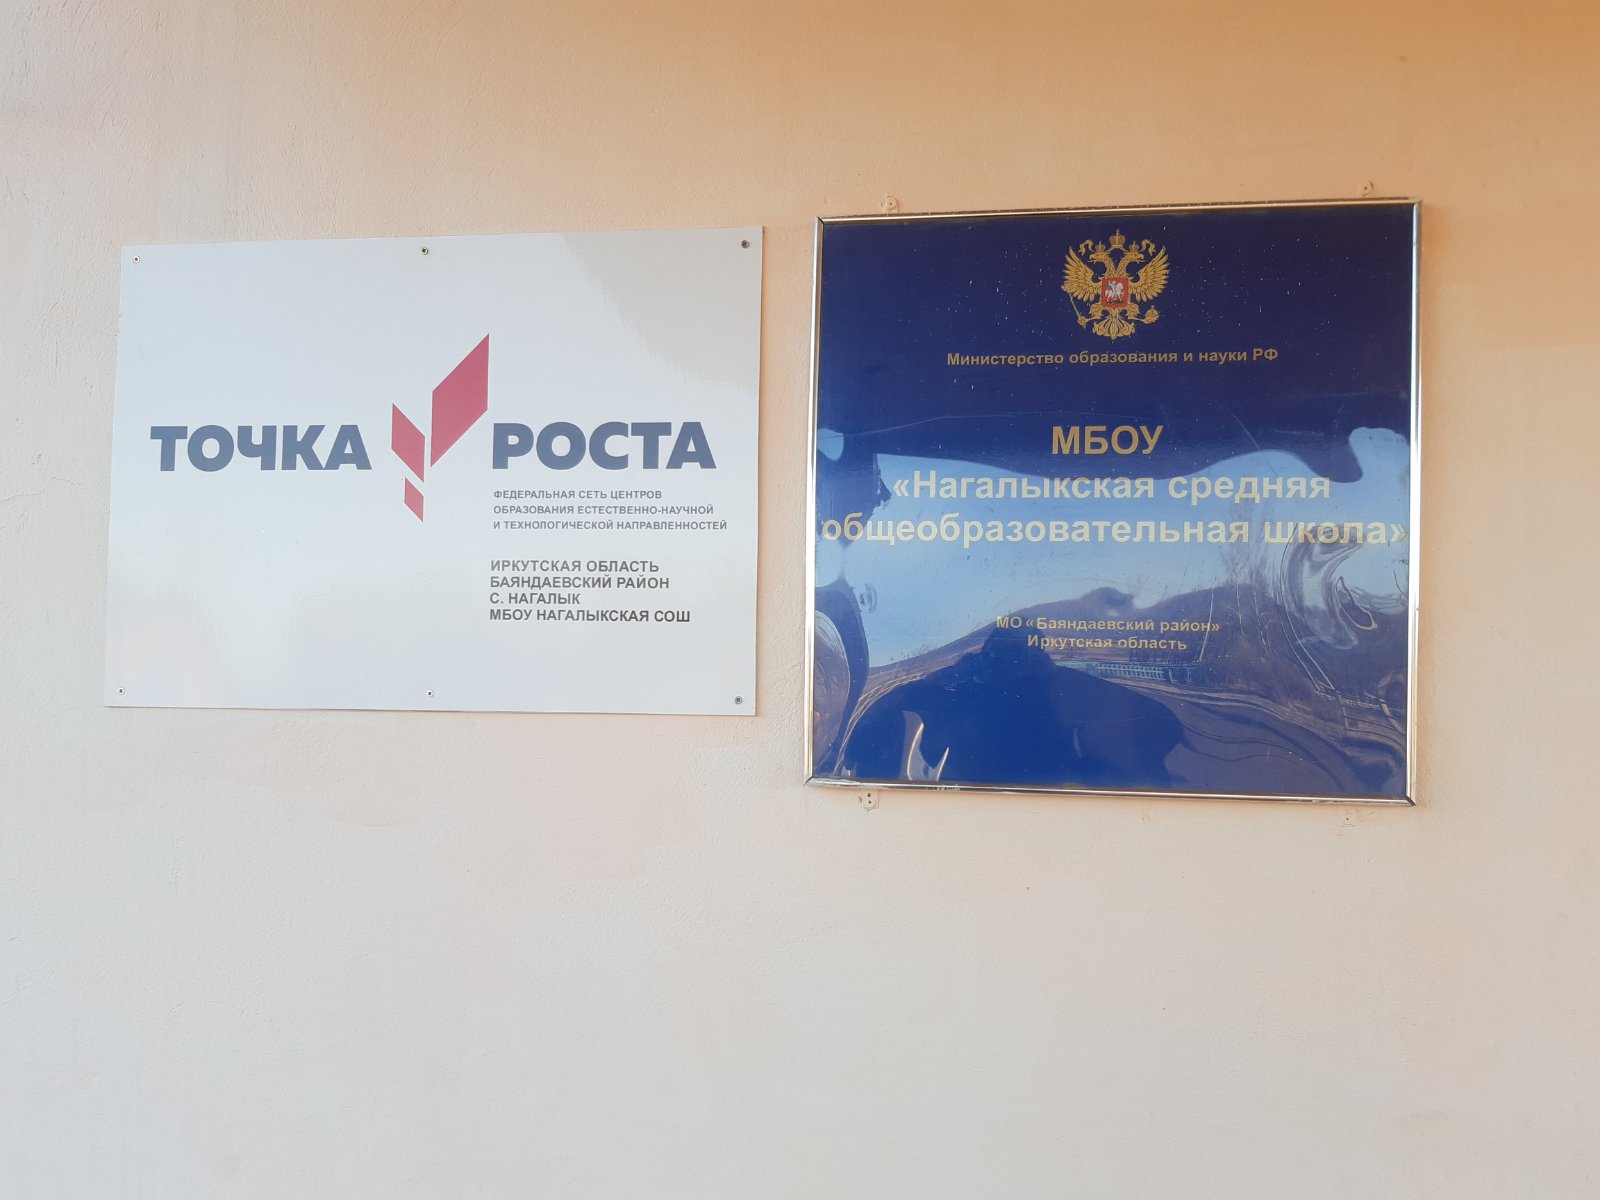 ТОЧКА РОСТА
ФЕДЕРАЛЬНАЯ СЕТЬ ЦЕНТРОВ
ОБРАЗОВАНИЯ ЕСТЕСТВЕННО-НАУЧНОЙ
И ТЕХНОЛОГИЧЕСКОЙ НАПРАВЛЕННОСТЕЙ
ИРКУТСКАЯ ОБЛАСТЬ
БАЯНДАЕВСКИЙ РАЙОН
С. НАГАЛЫК
МБОУ НАГАЛЫКСКАЯ СОШ
Министерство образования и науки РФ
МБОУ
«Нагалыкская средняя
общеобразовательная школа»
МО «Баяндаевский район»
Иркутская область